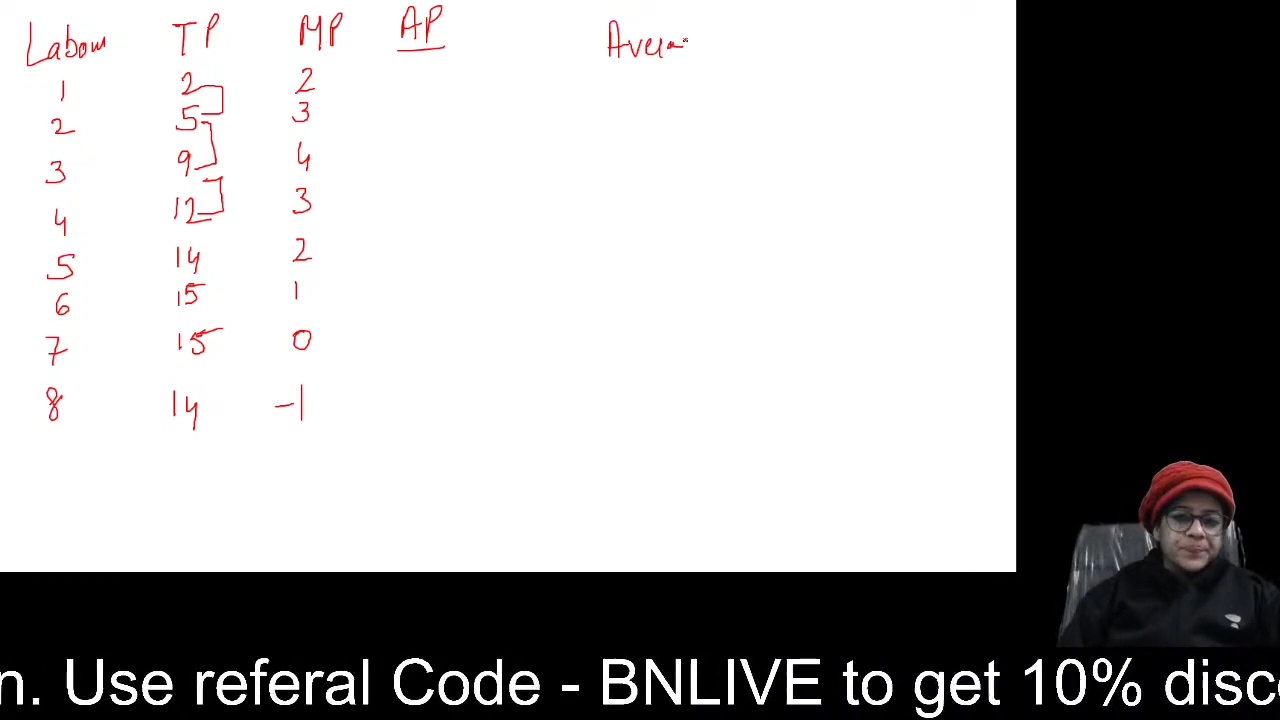 Labour TP MP AP Avera
1 2 2
2 5 3
3 9 4
4 12 3
5 14 2
6 15 1
7 15 0
8 14 -1
n. Use referal Code - BNLIVE to get 10% disc